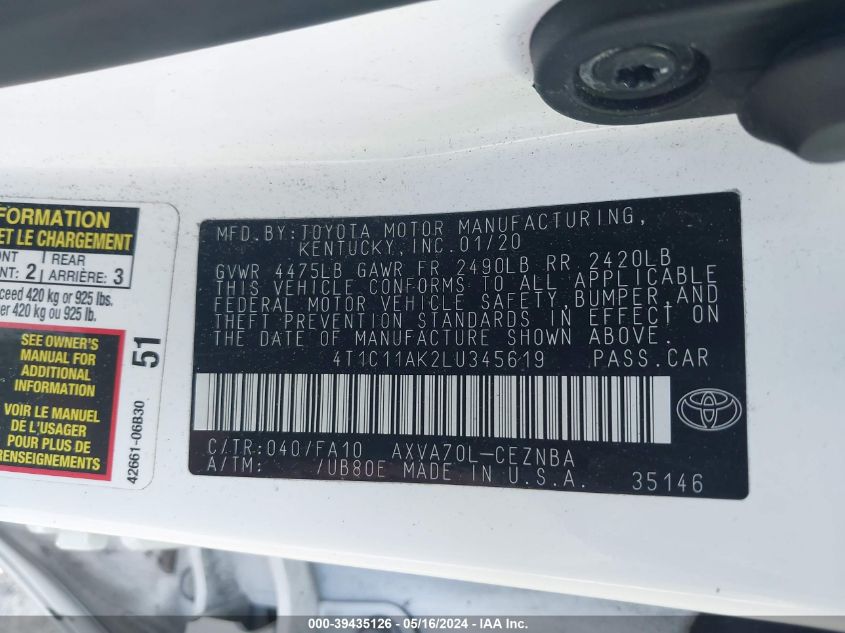 FORMATION
ET LE CHARGEMENT
1 REAR
2 ARRIÈRE: 3
420 kg or 925 lbs.
420 kg ou 925 lb.
SEE OWNER'S
MANUAL FOR
ADDITIONAL
INFORMATION
VOIR LE MANUEL
DE L'USAGER
POUR PLUS DE
RENSEIGNEMENTS
51
42661-06B30
MFD.BY:TOYOTA MOTOR MANUFACTURING,
KENTUCKY, INC. 01/20
GVWR 4475LB GAWR FR 2490LB RR 2420LB
THIS VEHICLE CONFORMS TO ALL APPLICABLE
FEDERAL MOTOR VEHICLE SAFETY, BUMPER, AND
THEFT PREVENTION STANDARDS IN EFFECT ON
THE DATE OF MANUFACTURE SHOWN ABOVE.
4T1C11AK2LU345619 PASS.CAR
C/TR: 040/FA10 AXVA70L-CEZNBA
A/TM: /UB80E MADE IN U.S.A. 35146
000-39435126 - 05/16/2024 - IAA Inc.